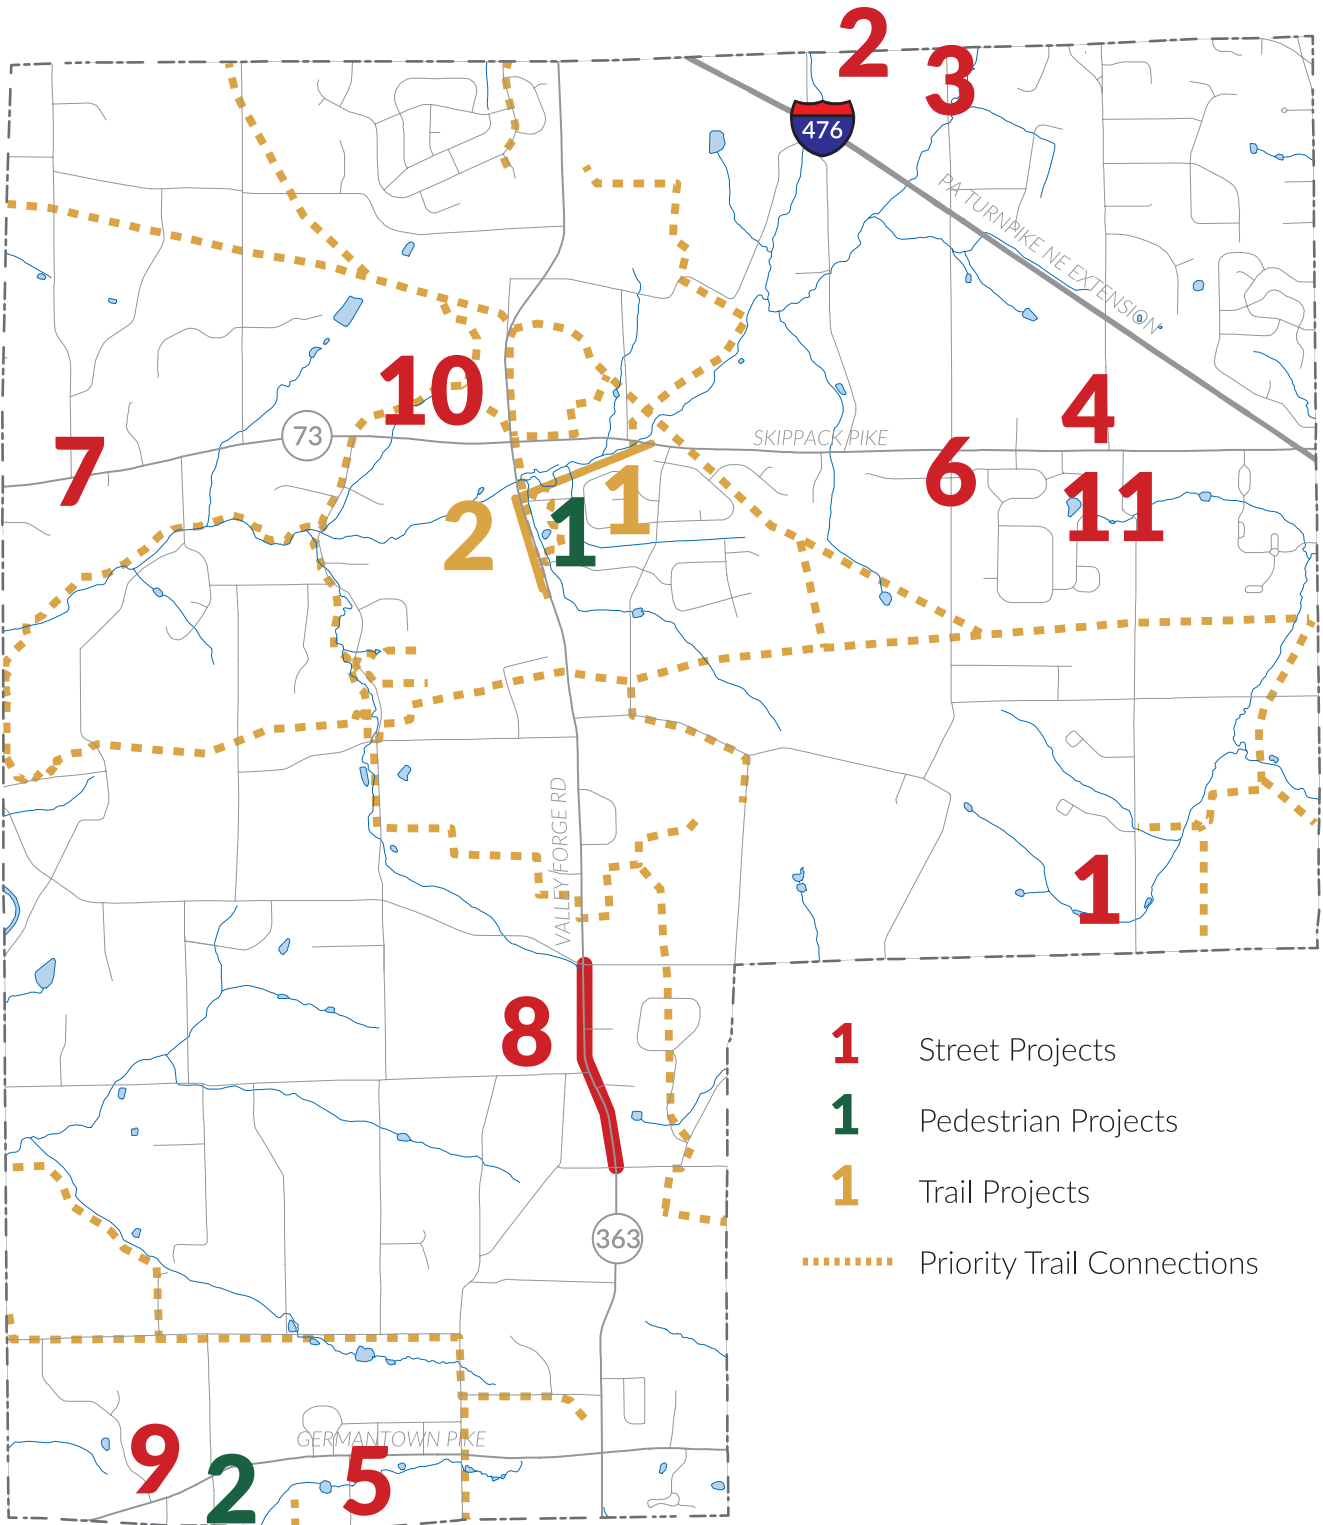 2
3
476
PA TURNPIKE NE EXTENSION
10
4
73
SKIPPACK PIKE
7
6
1
11
2
1
VALLEY FORGE RD
1
8
1 Street Projects
1 Pedestrian Projects
1 Trail Projects
Priority Trail Connections
363
GERMANTOWN PIKE
9
2
5